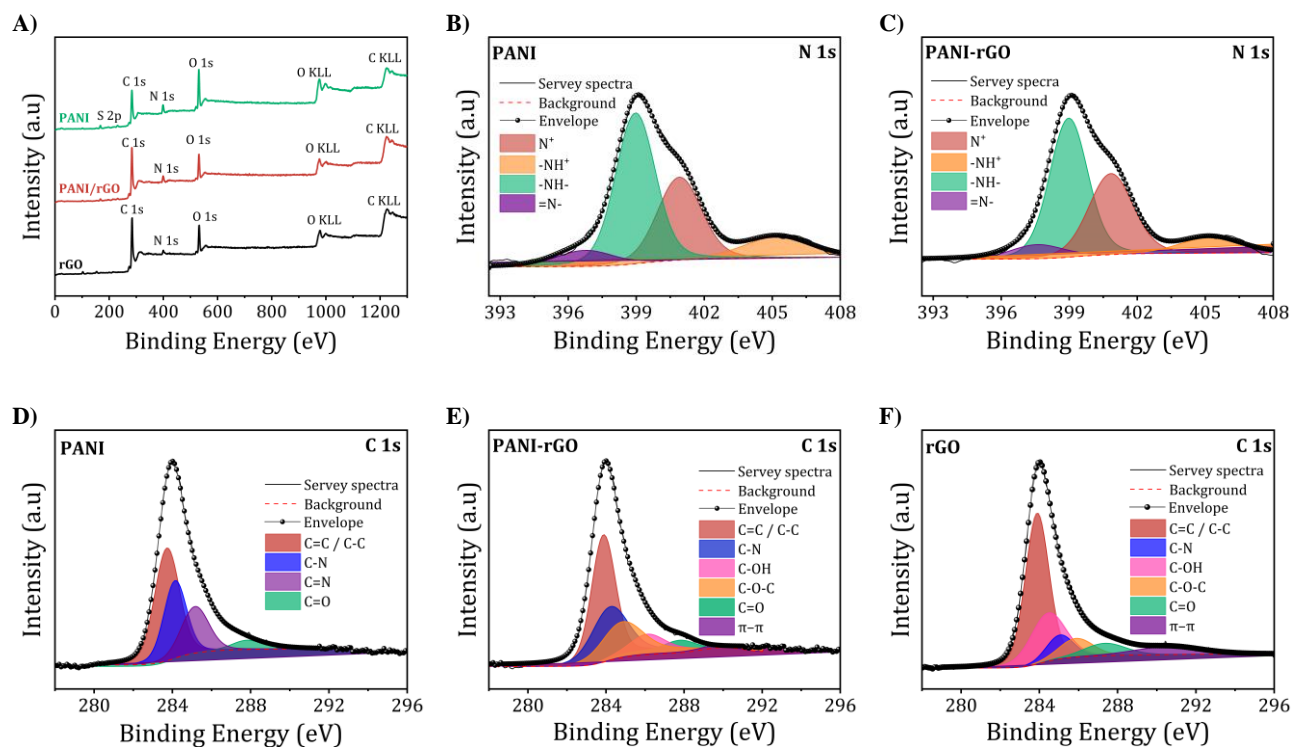 A)
Intensity (a.u)
C 1s
S 2p
N 1s
O 1s
O KLL
C KLL
PANI
C 1s
N 1s
O 1s
O KLL
C KLL
PANI/rGO
C 1s
N 1s
O 1s
O KLL
C KLL
rGO
0 200 400 600 800 1000 1200
Binding Energy (eV)
B)
PANI
N 1s
Servey spectra
Background
Envelope
N⁺
-NH⁺
-NH-
=N-
Intensity (a.u)
393 396 399 402 405 408
Binding Energy (eV)
C)
PANI-rGO
N 1s
Servey spectra
Background
Envelope
N⁺
-NH⁺
-NH-
=N-
Intensity (a.u)
393 396 399 402 405 408
Binding Energy (eV)
D)
PANI
C 1s
Servey spectra
Background
Envelope
C=C / C-C
C-N
C=N
C=O
Intensity (a.u)
280 284 288 292 296
Binding Energy (eV)
E)
PANI-rGO
C 1s
Servey spectra
Background
Envelope
C=C / C-C
C-N
C-OH
C-O-C
C=O
π–π
Intensity (a.u)
280 284 288 292 296
Binding Energy (eV)
F)
rGO
C 1s
Servey spectra
Background
Envelope
C=C / C-C
C-N
C-OH
C-O-C
C=O
π–π
Intensity (a.u)
280 284 288 292 296
Binding Energy (eV)